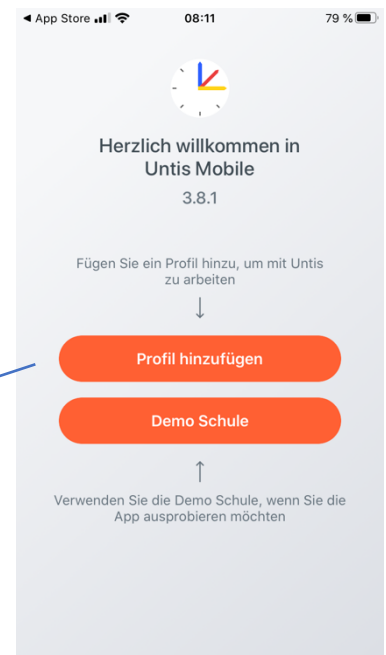 App Store 08:11 79 %
Herzlich willkommen in
Untis Mobile
3.8.1
Fügen Sie ein Profil hinzu, um mit Untis
zu arbeiten
Profil hinzufügen
Demo Schule
Verwenden Sie die Demo Schule, wenn Sie die
App ausprobieren möchten